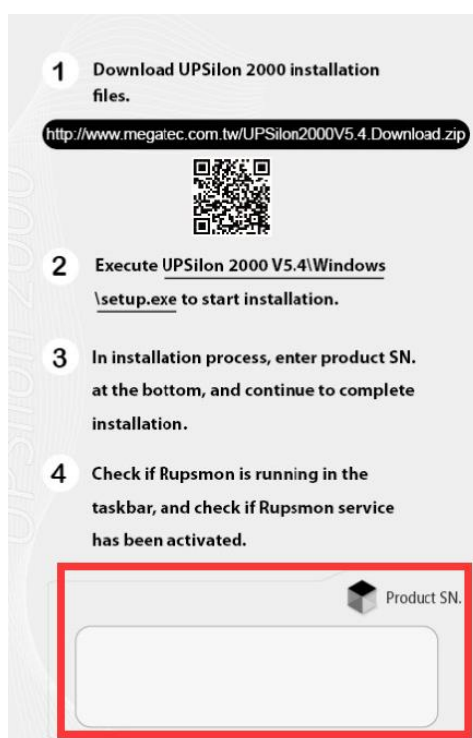 1 Download UPSilon 2000 installation
files.
http://www.megatec.com.tw/UPSilon2000V5.4.Download.zip
2 Execute UPSilon 2000 V5.4\Windows
\setup.exe to start installation.
3 In installation process, enter product SN.
at the bottom, and continue to complete
installation.
4 Check if Rupsmon is running in the
taskbar, and check if Rupsmon service
has been activated.
Product SN.
UPSilon 2000